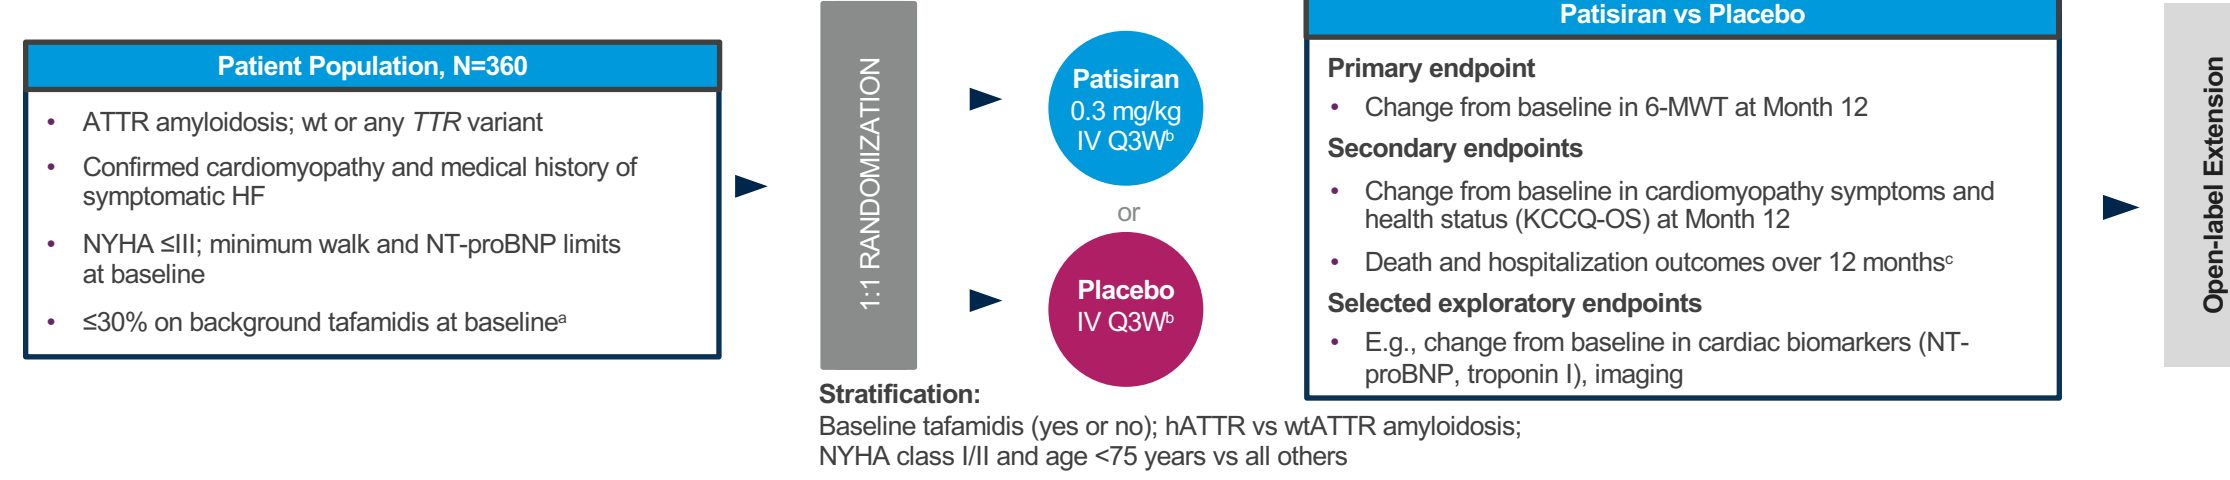 Patient Population, N=360
• ATTR amyloidosis; wt or any TTR variant
• Confirmed cardiomyopathy and medical history of
symptomatic HF
• NYHA ≤III; minimum walk and NT-proBNP limits
at baseline
• ≤30% on background tafamidis at baselineᵃ
1:1 RANDOMIZATION
Stratification:
Baseline tafamidis (yes or no); hATTR vs wtATTR amyloidosis;
NYHA class I/II and age <75 years vs all others
Patisiran
0.3 mg/kg
IV Q3Wᵇ
or
Placebo
IV Q3Wᵇ
Patisiran vs Placebo
Primary endpoint
• Change from baseline in 6-MWT at Month 12
Secondary endpoints
• Change from baseline in cardiomyopathy symptoms and
health status (KCCQ-OS) at Month 12
• Death and hospitalization outcomes over 12 monthsᶜ
Selected exploratory endpoints
• E.g., change from baseline in cardiac biomarkers (NT-
proBNP, troponin I), imaging
Open-label Extension